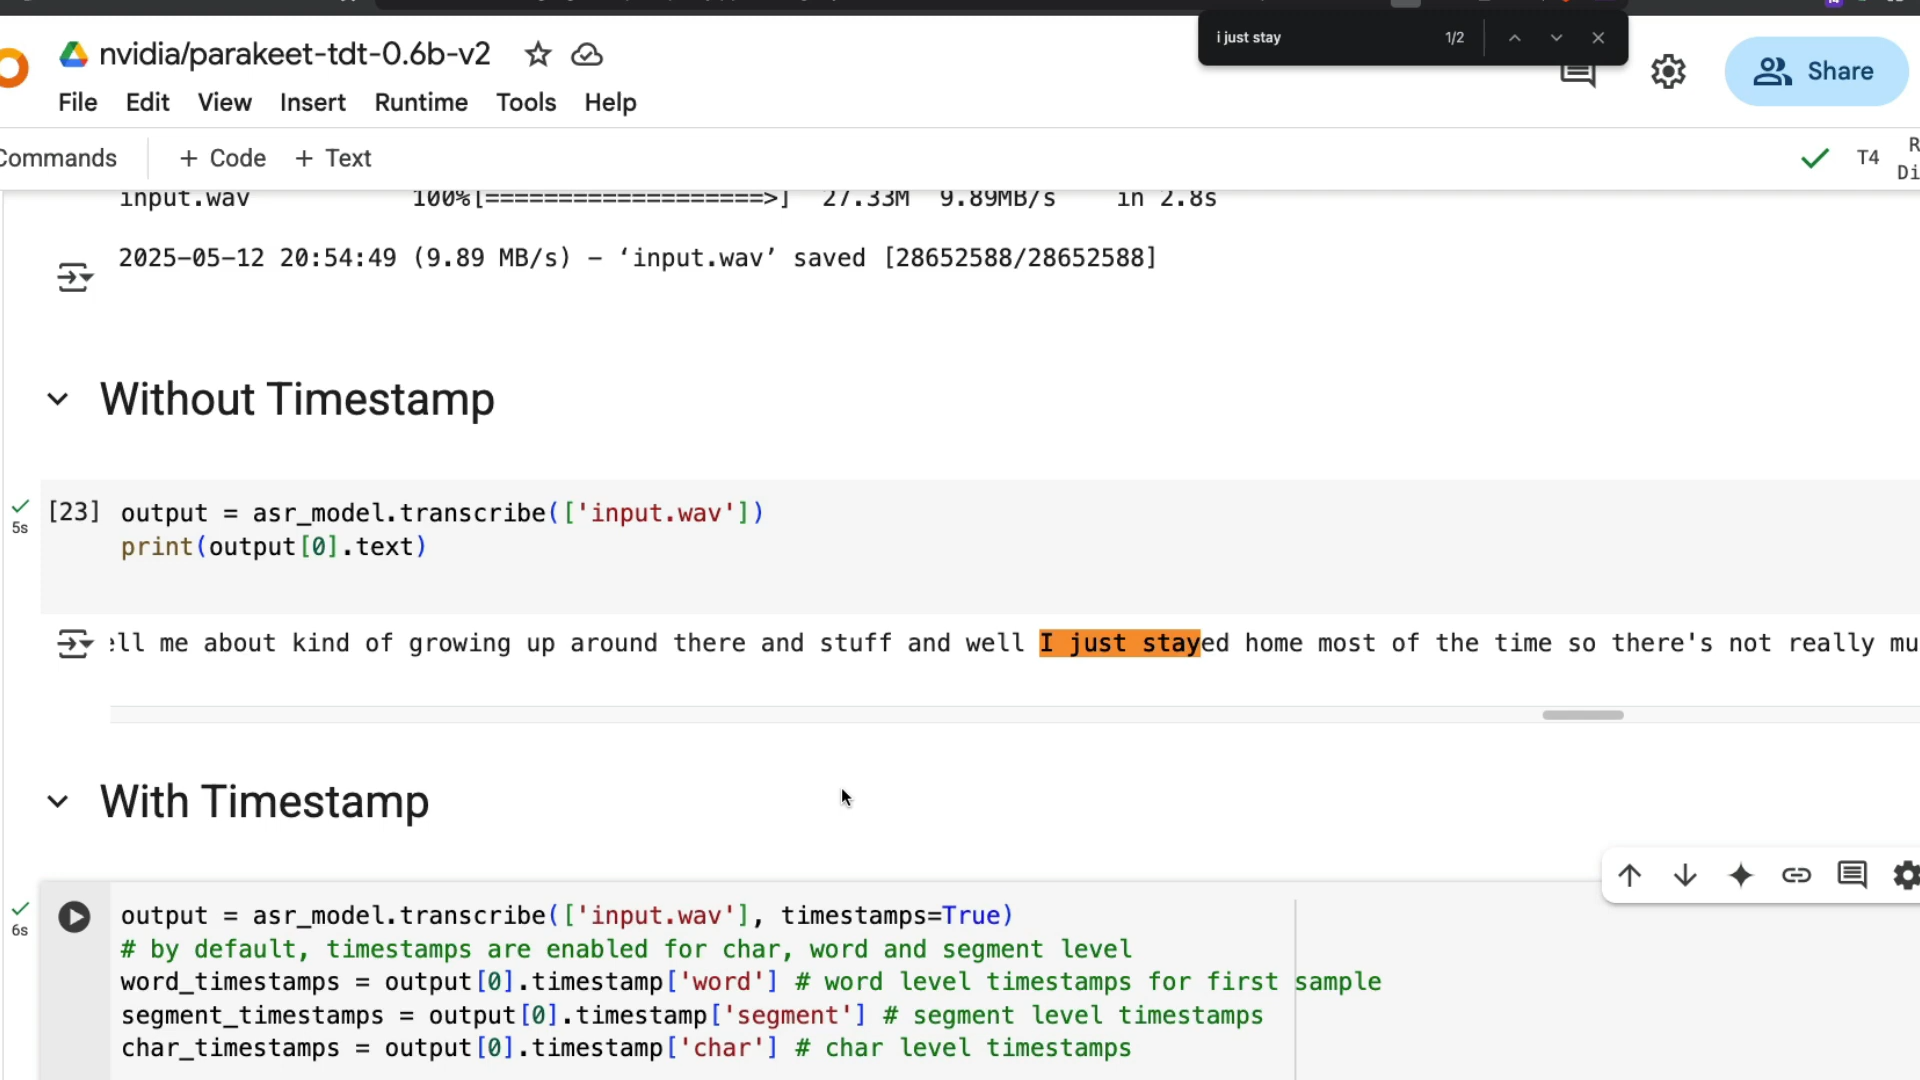 i just stay 1/2
nvidia/parakeet-tdt-0.6b-v2
Share
File Edit View Insert Runtime Tools Help
Commands + Code + Text T4
input.wav 100%[===================>] 27.33M 9.89MB/s in 2.8s
2025-05-12 20:54:49 (9.89 MB/s) – ‘input.wav’ saved [28652588/28652588]
Without Timestamp
[23] output = asr_model.transcribe(['input.wav'])
5s
print(output[0].text)
ell me about kind of growing up around there and stuff and well I just stayed home most of the time so there's not really mu
With Timestamp
output = asr_model.transcribe(['input.wav'], timestamps=True)
6s
# by default, timestamps are enabled for char, word and segment level
word_timestamps = output[0].timestamp['word'] # word level timestamps for first sample
segment_timestamps = output[0].timestamp['segment'] # segment level timestamps
char_timestamps = output[0].timestamp['char'] # char level timestamps